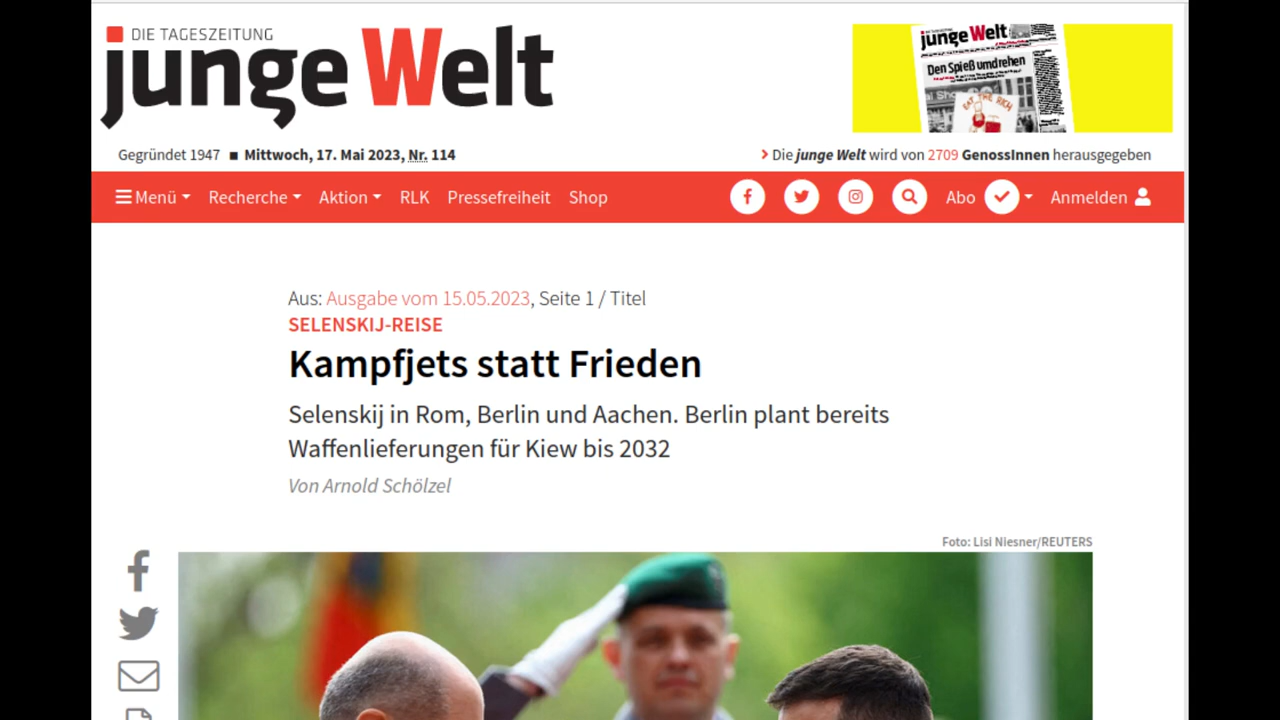 DIE TAGESZEITUNG
junge Welt
junge Welt
Den Spieß umdrehen
EAT THE RICH
Gegründet 1947 ■ Mittwoch, 17. Mai 2023, Nr. 114
Die junge Welt wird von 2709 GenossInnen herausgegeben
Menü Recherche Aktion RLK Pressefreiheit Shop Abo Anmelden
Aus: Ausgabe vom 15.05.2023, Seite 1 / Titel
SELENSKIJ-REISE
Kampfjets statt Frieden
Selenskij in Rom, Berlin und Aachen. Berlin plant bereits
Waffenlieferungen für Kiew bis 2032
Von Arnold Schölzel
Foto: Lisi Niesner/REUTERS